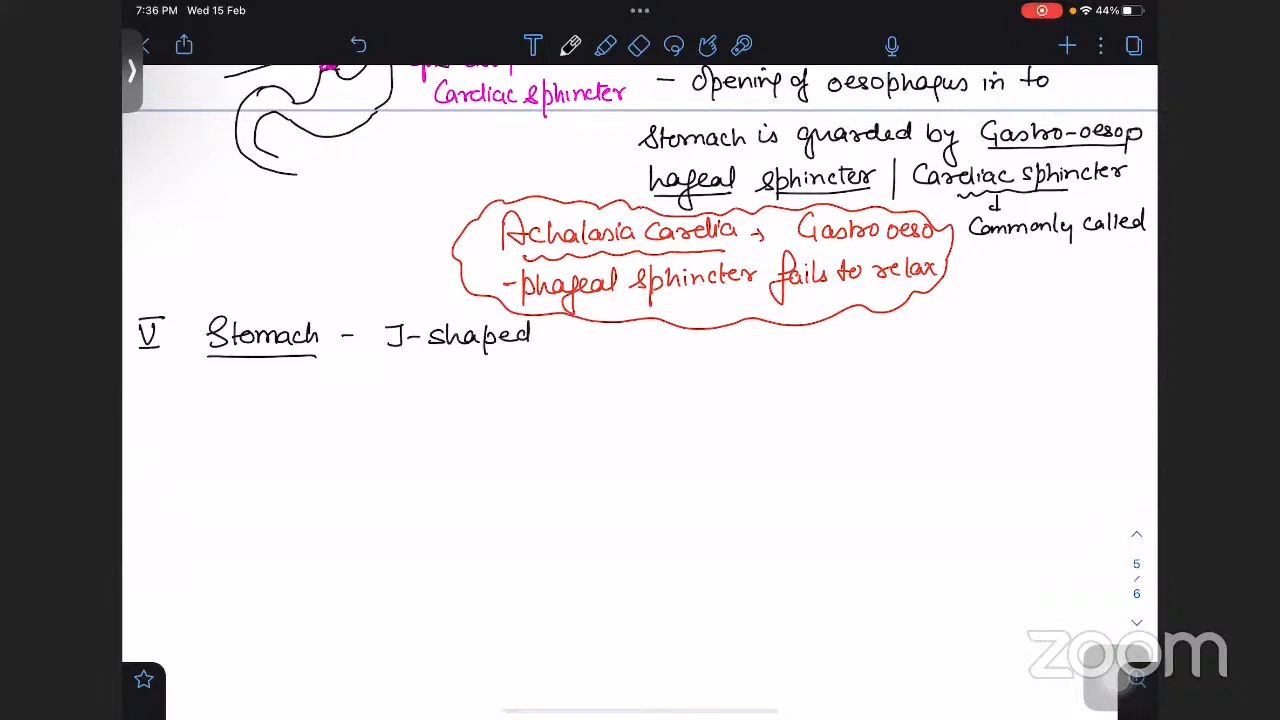 7:36 PM Wed 15 Feb
44%
Cardiac sphincter
- opening of oesophagus in to
Stomach is guarded by Gastro-oesop
hageal sphincter | Cardiac sphincter
Commonly called
Achalasia cardia → Gastro oeso
-phageal sphincter fails to relax
V Stomach - J-shaped
5
/
6
zoom